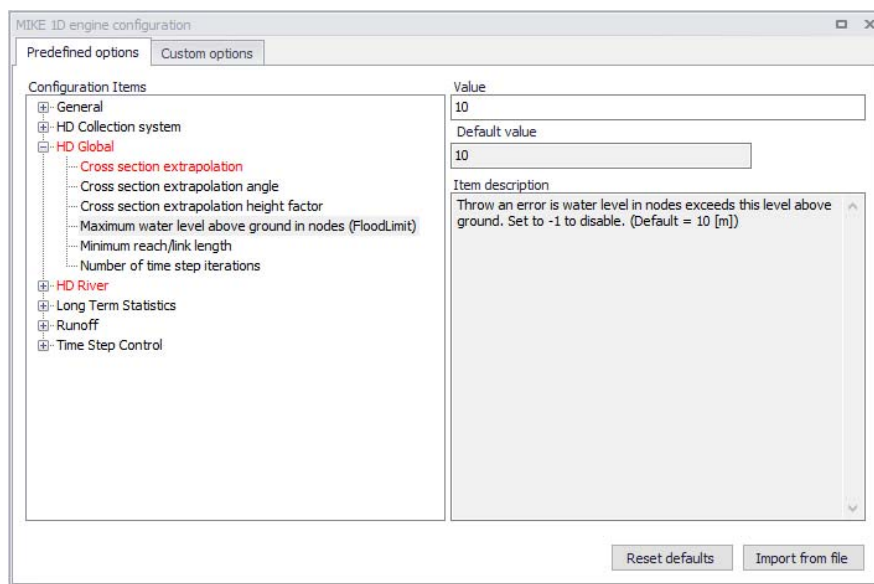 MIKE 1D engine configuration
Predefined options
Custom options
Configuration Items
General
HD Collection system
HD Global
Cross section extrapolation
Cross section extrapolation angle
Cross section extrapolation height factor
Maximum water level above ground in nodes (FloodLimit)
Minimum reach/link length
Number of time step iterations
HD River
Long Term Statistics
Runoff
Time Step Control
Value
10
Default value
10
Item description
Throw an error is water level in nodes exceeds this level above
ground. Set to -1 to disable. (Default = 10 [m])
Reset defaults
Import from file